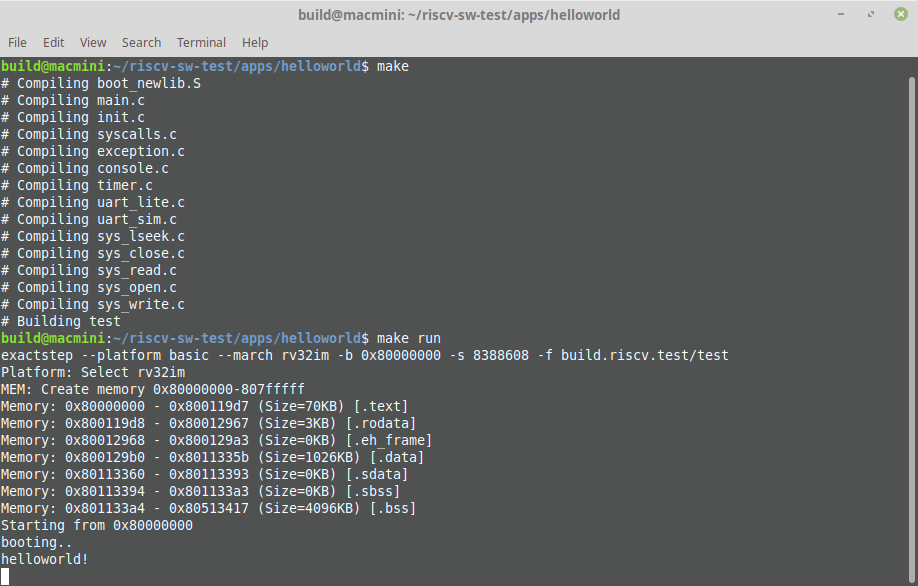 build@macmini: ~/riscv-sw-test/apps/helloworld
File Edit View Search Terminal Help
build@macmini:~/riscv-sw-test/apps/helloworld$ make
# Compiling boot_newlib.S
# Compiling main.c
# Compiling init.c
# Compiling syscalls.c
# Compiling exception.c
# Compiling console.c
# Compiling timer.c
# Compiling uart_lite.c
# Compiling uart_sim.c
# Compiling sys_lseek.c
# Compiling sys_close.c
# Compiling sys_read.c
# Compiling sys_open.c
# Compiling sys_write.c
# Building test
build@macmini:~/riscv-sw-test/apps/helloworld$ make run
exactstep --platform basic --march rv32im -b 0x80000000 -s 8388608 -f build.riscv.test/test
Platform: Select rv32im
MEM: Create memory 0x80000000-807fffff
Memory: 0x80000000 - 0x800119d7 (Size=70KB) [.text]
Memory: 0x800119d8 - 0x80012967 (Size=3KB) [.rodata]
Memory: 0x80012968 - 0x800129a3 (Size=0KB) [.eh_frame]
Memory: 0x800129b0 - 0x8011335b (Size=1026KB) [.data]
Memory: 0x80113360 - 0x80113393 (Size=0KB) [.sdata]
Memory: 0x80113394 - 0x801133a3 (Size=0KB) [.sbss]
Memory: 0x801133a4 - 0x80513417 (Size=4096KB) [.bss]
Starting from 0x80000000
booting..
helloworld!